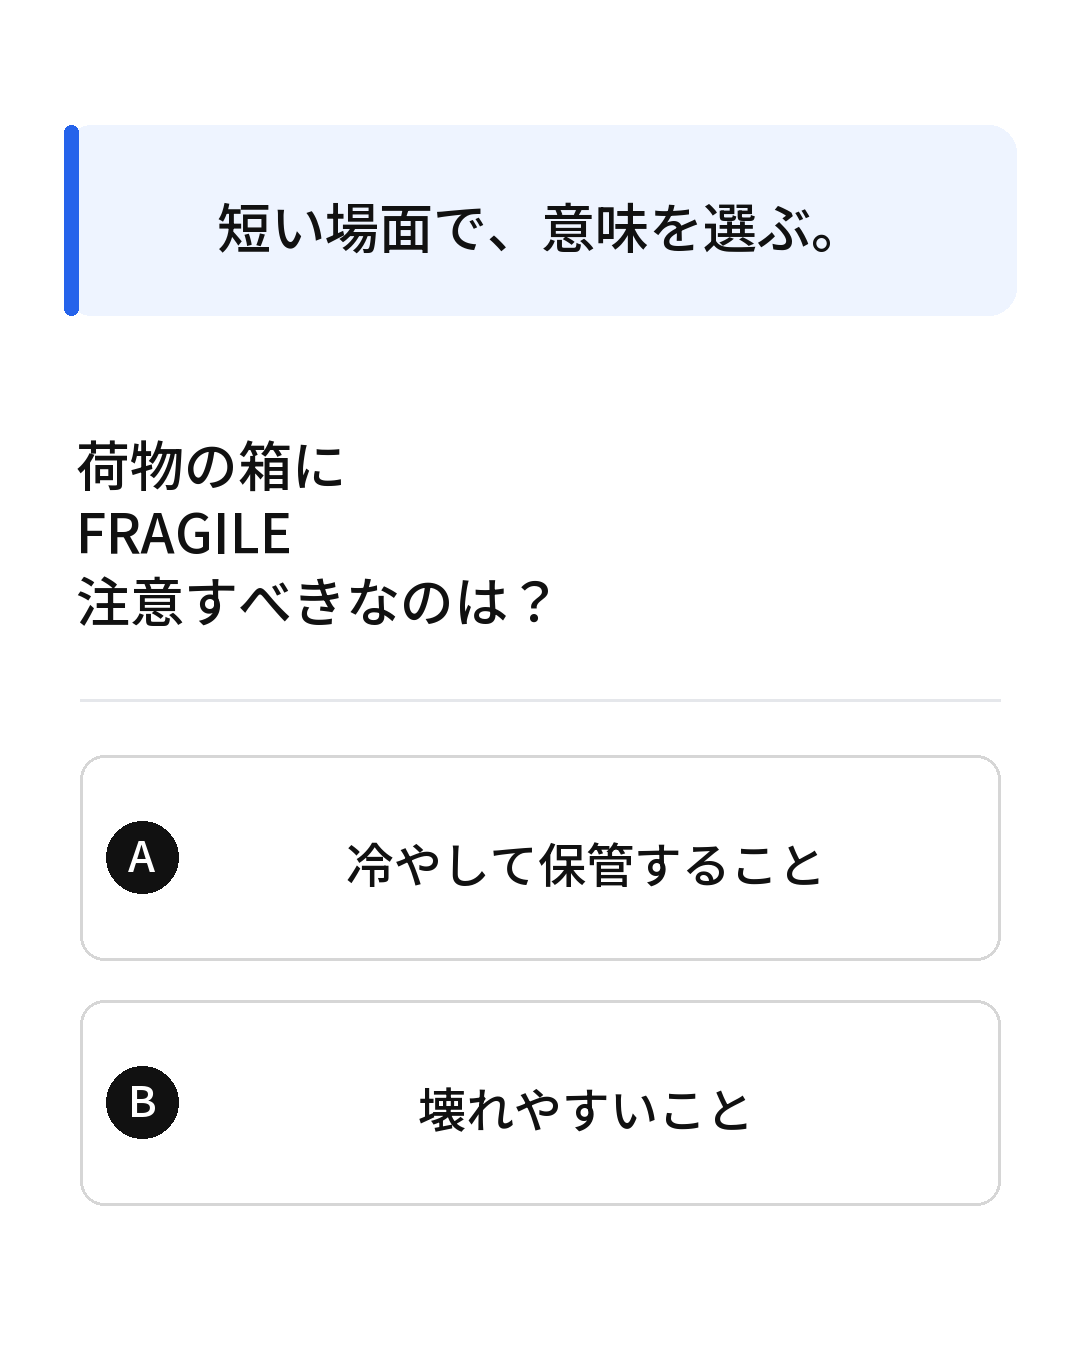 短い場面で、意味を選ぶ。
荷物の箱に
FRAGILE
注意すべきなのは？
A 冷やして保管すること
B 壊れやすいこと